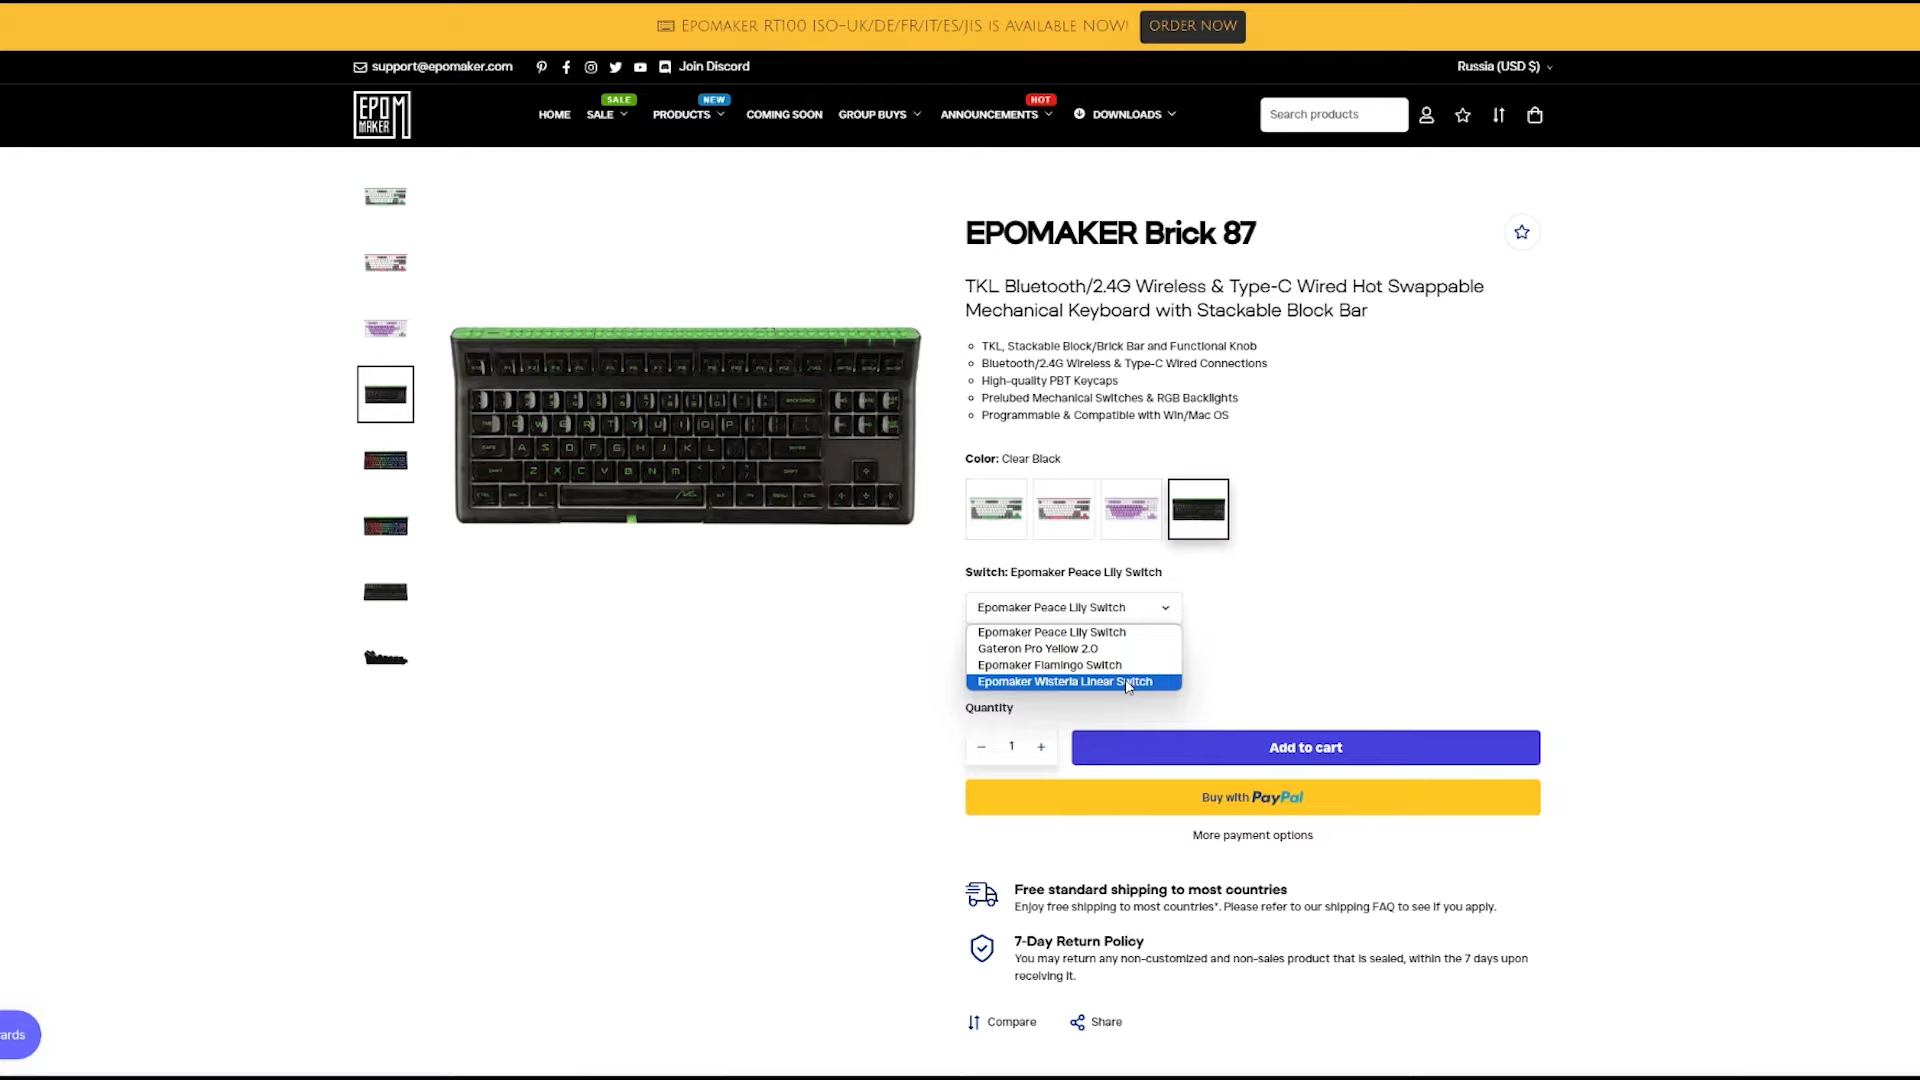 EPOMAKER RT100 ISO-UK/DE/FR/IT/ES/JIS IS AVAILABLE NOW! ORDER NOW
support@epomaker.com Join Discord Russia (USD $)
SALE NEW HOT
EPOM
MAKER
HOME SALE PRODUCTS COMING SOON GROUP BUYS ANNOUNCEMENTS DOWNLOADS Search products
EPOMAKER Brick 87
TKL Bluetooth/2.4G Wireless & Type-C Wired Hot Swappable
Mechanical Keyboard with Stackable Block Bar
TKL, Stackable Block/Brick Bar and Functional Knob
Bluetooth/2.4G Wireless & Type-C Wired Connections
High-quality PBT Keycaps
Prelubed Mechanical Switches & RGB Backlights
Programmable & Compatible with Win/Mac OS
Color: Clear Black
Switch: Epomaker Peace Lily Switch
Epomaker Peace Lily Switch
Epomaker Peace Lily Switch
Gateron Pro Yellow 2.0
Epomaker Flamingo Switch
Epomaker Wisteria Linear Switch
Quantity
− 1 + Add to cart
Buy with PayPal
More payment options
Free standard shipping to most countries
Enjoy free shipping to most countries*. Please refer to our shipping FAQ to see if you apply.
7-Day Return Policy
You may return any non-customized and non-sales product that is sealed, within the 7 days upon
receiving it.
Compare Share
ards